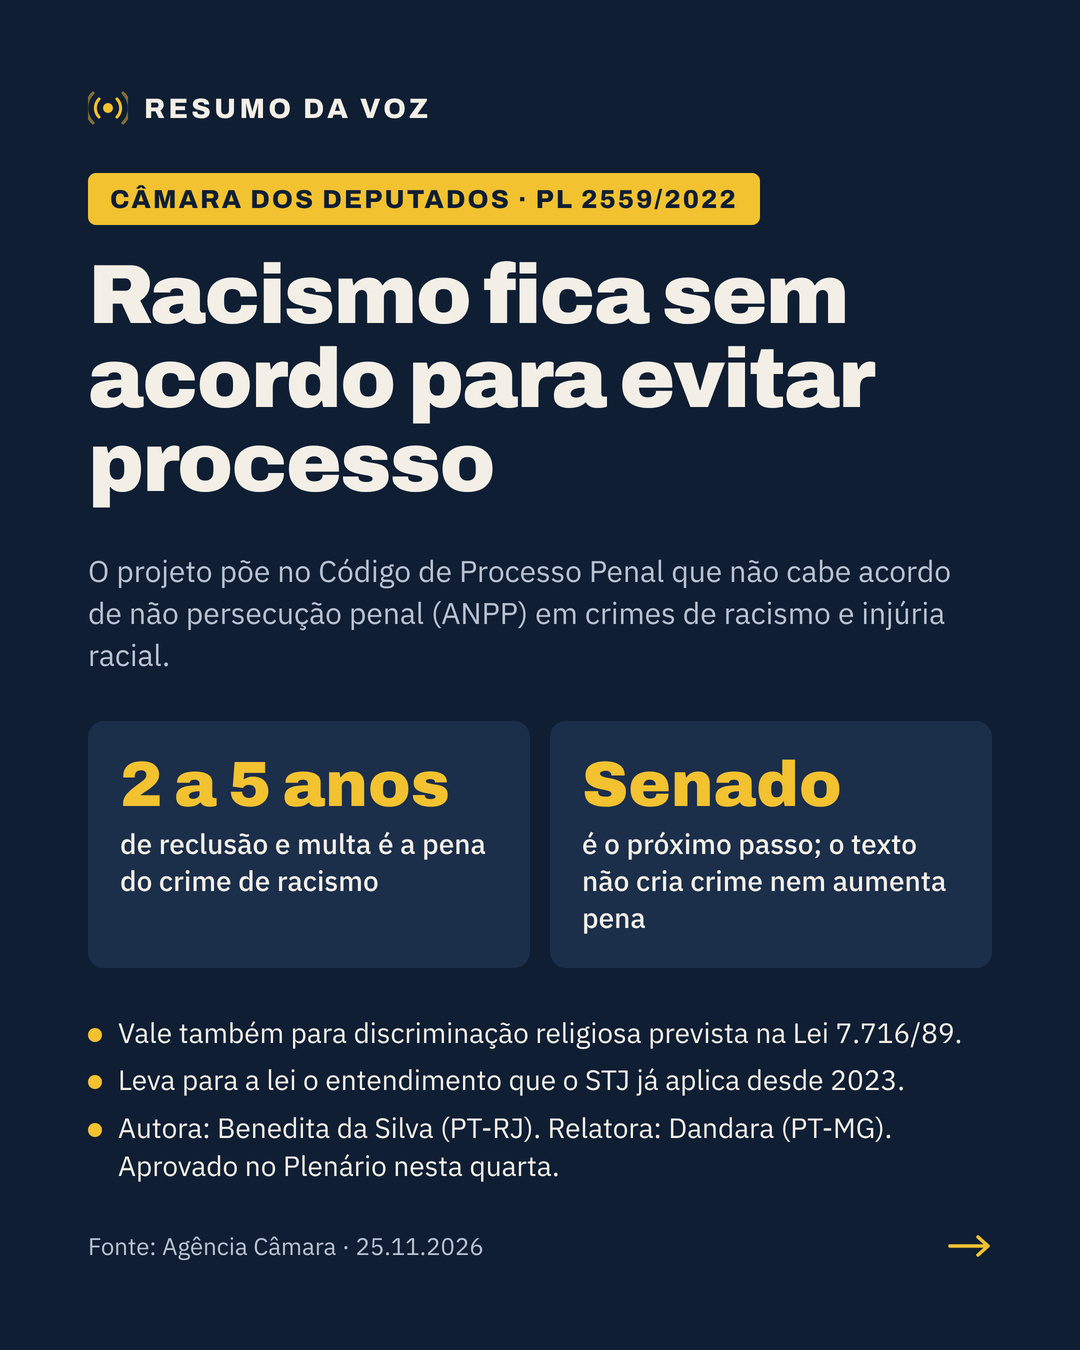 RESUMO DA VOZ
CÂMARA DOS DEPUTADOS · PL 2559/2022
Racismo fica sem
acordo para evitar
processo
O projeto põe no Código de Processo Penal que não cabe acordo
de não persecução penal (ANPP) em crimes de racismo e injúria
racial.
2 a 5 anos
de reclusão e multa é a pena
do crime de racismo
Senado
é o próximo passo; o texto
não cria crime nem aumenta
pena
Vale também para discriminação religiosa prevista na Lei 7.716/89.
Leva para a lei o entendimento que o STJ já aplica desde 2023.
Autora: Benedita da Silva (PT-RJ). Relatora: Dandara (PT-MG).
Aprovado no Plenário nesta quarta.
Fonte: Agência Câmara · 25.11.2026